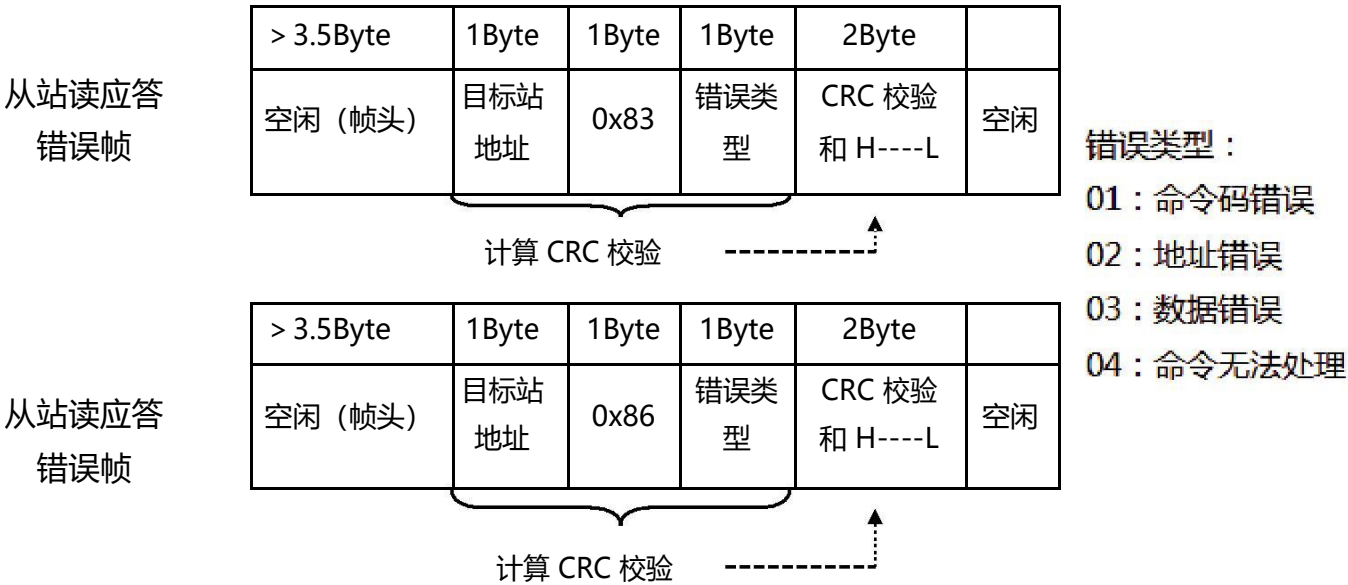 > 3.5Byte 1Byte 1Byte 1Byte 2Byte
从站读应答
错误帧
空闲（帧头） 目标站 0x83 错误类 CRC 校验 空闲
地址 型 和 H----L
计算 CRC 校验
> 3.5Byte 1Byte 1Byte 1Byte 2Byte
从站读应答
错误帧
空闲（帧头） 目标站 0x86 错误类 CRC 校验 空闲
地址 型 和 H----L
计算 CRC 校验
错误类型：
01：命令码错误
02：地址错误
03：数据错误
04：命令无法处理